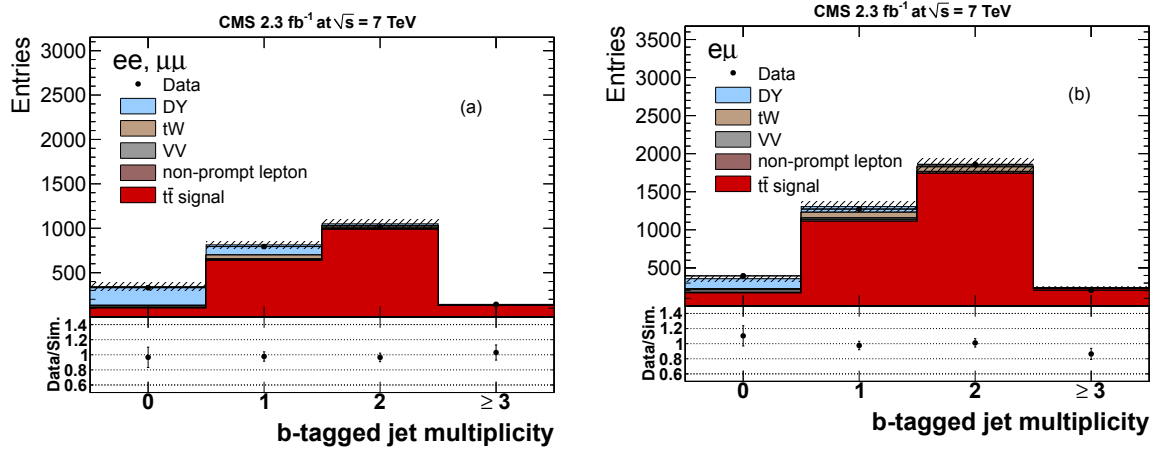 CMS 2.3 fb⁻¹ at √s = 7 TeV
Entries
3000
2500
2000
1500
1000
500
ee, μμ
Data
DY
tW
VV
non-prompt lepton
tt̄ signal
(a)
Data/Sim.
1.4
1.2
1
0.8
0.6
0 1 2 ≥ 3
b-tagged jet multiplicity
CMS 2.3 fb⁻¹ at √s = 7 TeV
Entries
3500
3000
2500
2000
1500
1000
500
eμ
Data
DY
tW
VV
non-prompt lepton
tt̄ signal
(b)
Data/Sim.
1.4
1.2
1
0.8
0.6
0 1 2 ≥ 3
b-tagged jet multiplicity